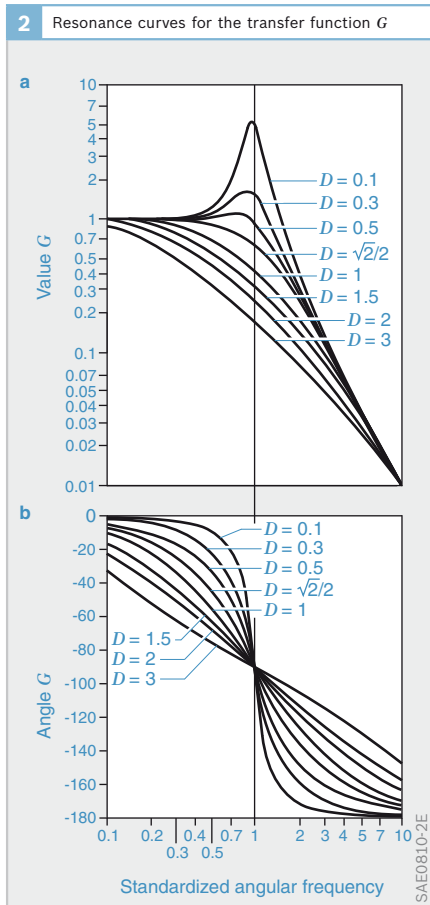 2 Resonance curves for the transfer function G
a
10
7
5
4
3
2
1
0.7
0.5
0.4
0.3
0.2
0.1
0.07
0.05
0.04
0.03
0.02
0.01
Value G
D = 0.1
D = 0.3
D = 0.5
D = √2/2
D = 1
D = 1.5
D = 2
D = 3
b
0
-20
-40
-60
-80
-100
-120
-140
-160
-180
Angle G
D = 0.1
D = 0.3
D = 0.5
D = √2/2
D = 1
D = 1.5
D = 2
D = 3
0.1 0.2 0.4 0.7 1 2 3 4 5 7 10
0.3 0.5
Standardized angular frequency
SAE0810-2E